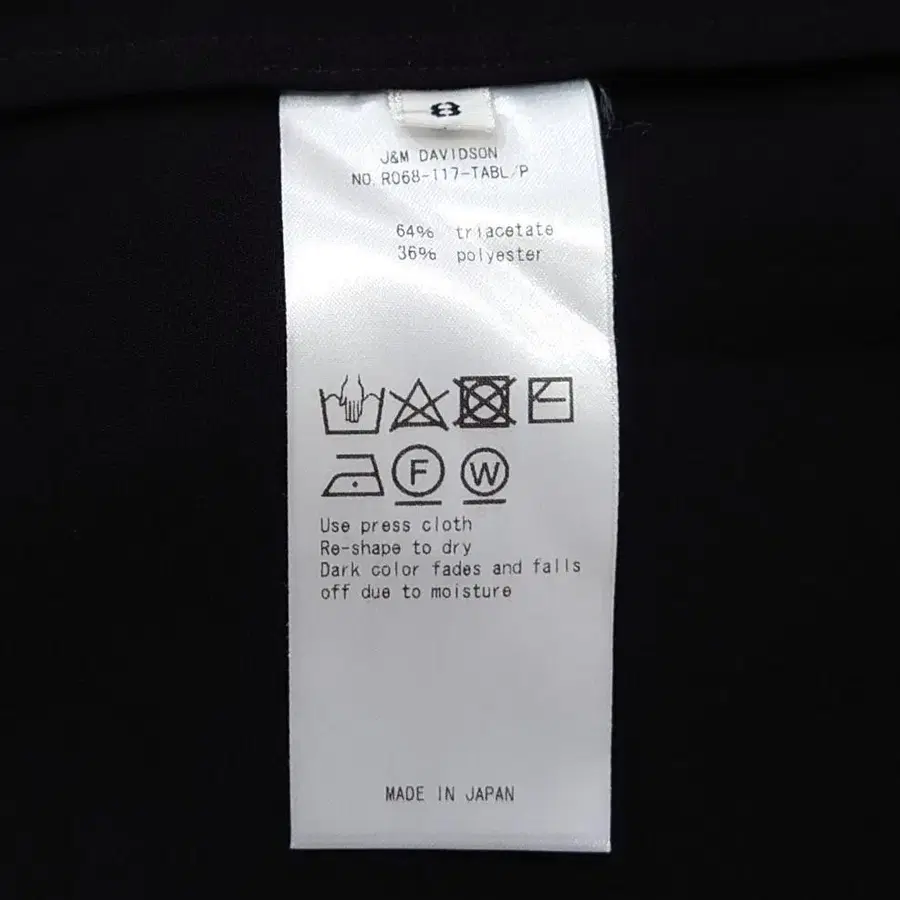 8
J&M DAVIDSON
NO. R068-117-TABL/P
64% triacetate
36% polyester
F W
Use press cloth
Re-shape to dry
Dark color fades and falls
off due to moisture
MADE IN JAPAN